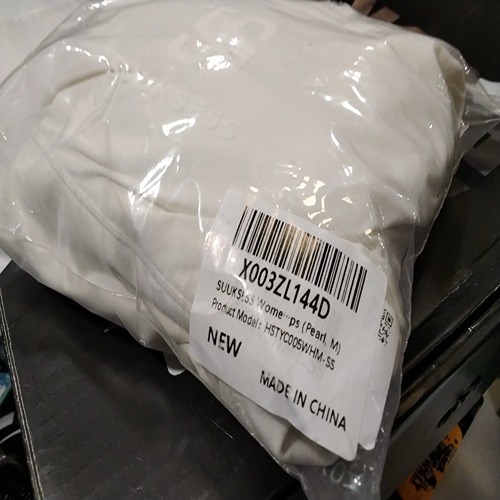 X003ZL144D
SUUKSESS Wome···ps (Pearl, M)
Product Model: HSTYC005WHM-SS
NEW
MADE IN CHINA